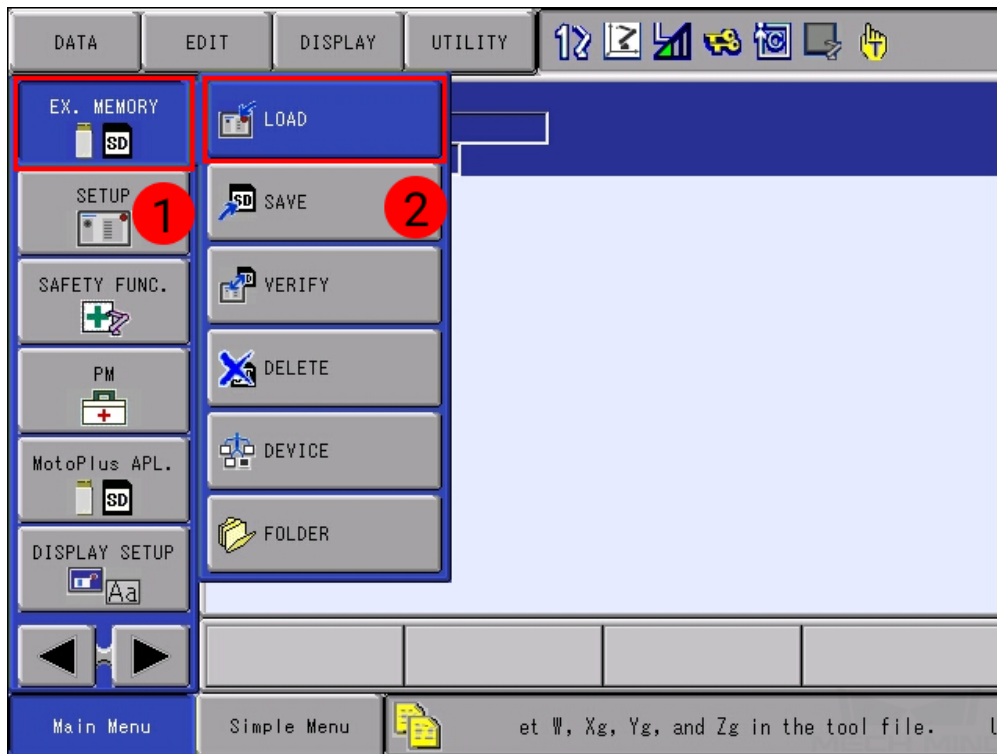 DATA
EDIT
DISPLAY
UTILITY
EX. MEMORY
SD
LOAD
SETUP
1
SD SAVE
2
SAFETY FUNC.
VERIFY
PM
DELETE
MotoPlus APL.
SD
DEVICE
DISPLAY SETUP
Aa
FOLDER
Main Menu
Simple Menu
et W, Xg, Yg, and Zg in the tool file.
MECH MIND